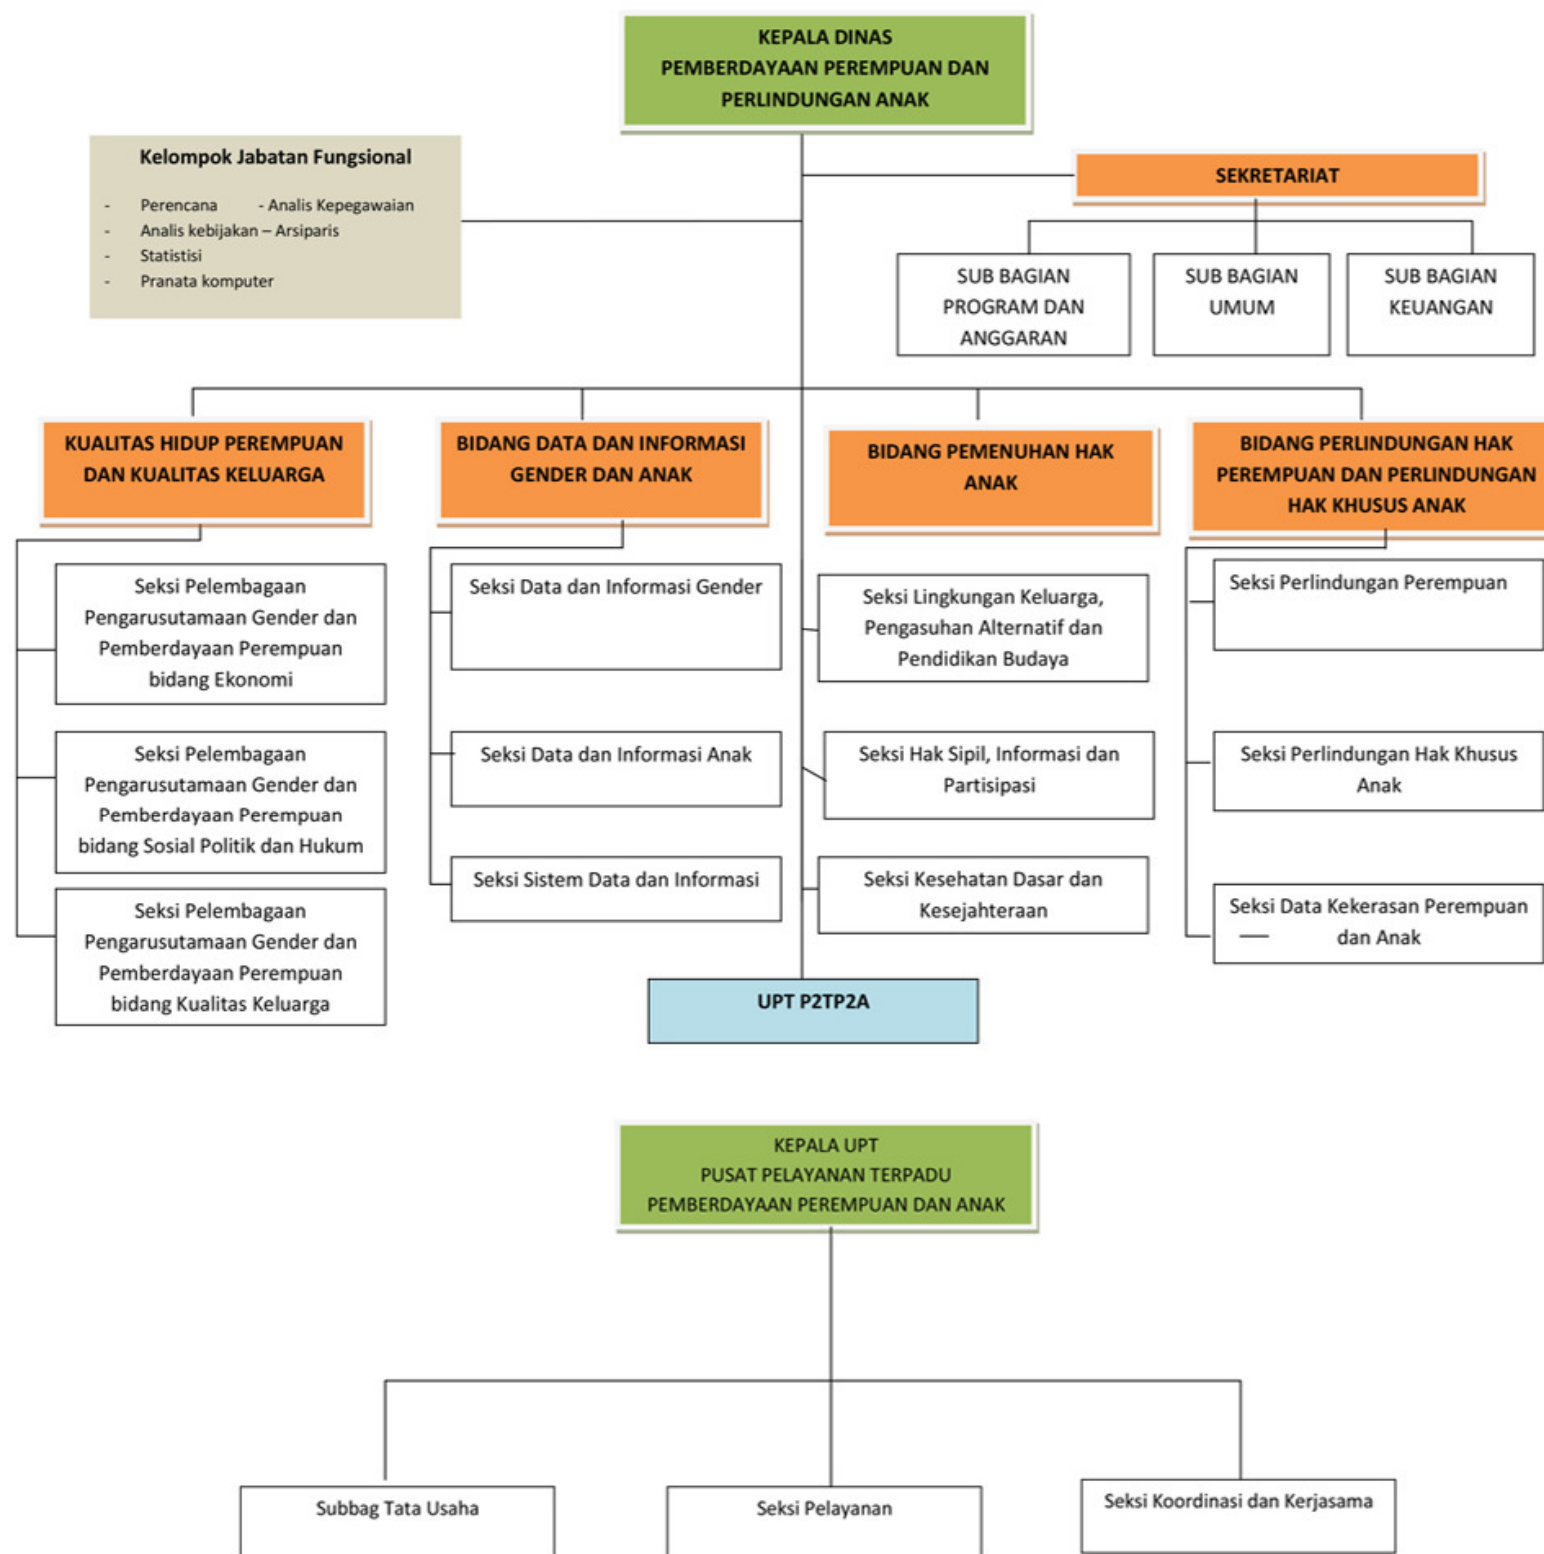 KEPALA DINAS
PEMBERDAYAAN PEREMPUAN DAN
PERLINDUNGAN ANAK
Kelompok Jabatan Fungsional
- Perencana - Analis Kepegawaian
- Analis kebijakan – Arsiparis
- Statistisi
- Pranata komputer
SEKRETARIAT
SUB BAGIAN
PROGRAM DAN
ANGGARAN
SUB BAGIAN
UMUM
SUB BAGIAN
KEUANGAN
KUALITAS HIDUP PEREMPUAN
DAN KUALITAS KELUARGA
Seksi Pelembagaan
Pengarusutamaan Gender dan
Pemberdayaan Perempuan
bidang Ekonomi
Seksi Pelembagaan
Pengarusutamaan Gender dan
Pemberdayaan Perempuan
bidang Sosial Politik dan Hukum
Seksi Pelembagaan
Pengarusutamaan Gender dan
Pemberdayaan Perempuan
bidang Kualitas Keluarga
BIDANG DATA DAN INFORMASI
GENDER DAN ANAK
Seksi Data dan Informasi Gender
Seksi Data dan Informasi Anak
Seksi Sistem Data dan Informasi
BIDANG PEMENUHAN HAK
ANAK
Seksi Lingkungan Keluarga,
Pengasuhan Alternatif dan
Pendidikan Budaya
Seksi Hak Sipil, Informasi dan
Partisipasi
Seksi Kesehatan Dasar dan
Kesejahteraan
BIDANG PERLINDUNGAN HAK
PEREMPUAN DAN PERLINDUNGAN
HAK KHUSUS ANAK
Seksi Perlindungan Perempuan
Seksi Perlindungan Hak Khusus
Anak
Seksi Data Kekerasan Perempuan
dan Anak
UPT P2TP2A
KEPALA UPT
PUSAT PELAYANAN TERPADU
PEMBERDAYAAN PEREMPUAN DAN ANAK
Subbag Tata Usaha
Seksi Pelayanan
Seksi Koordinasi dan Kerjasama